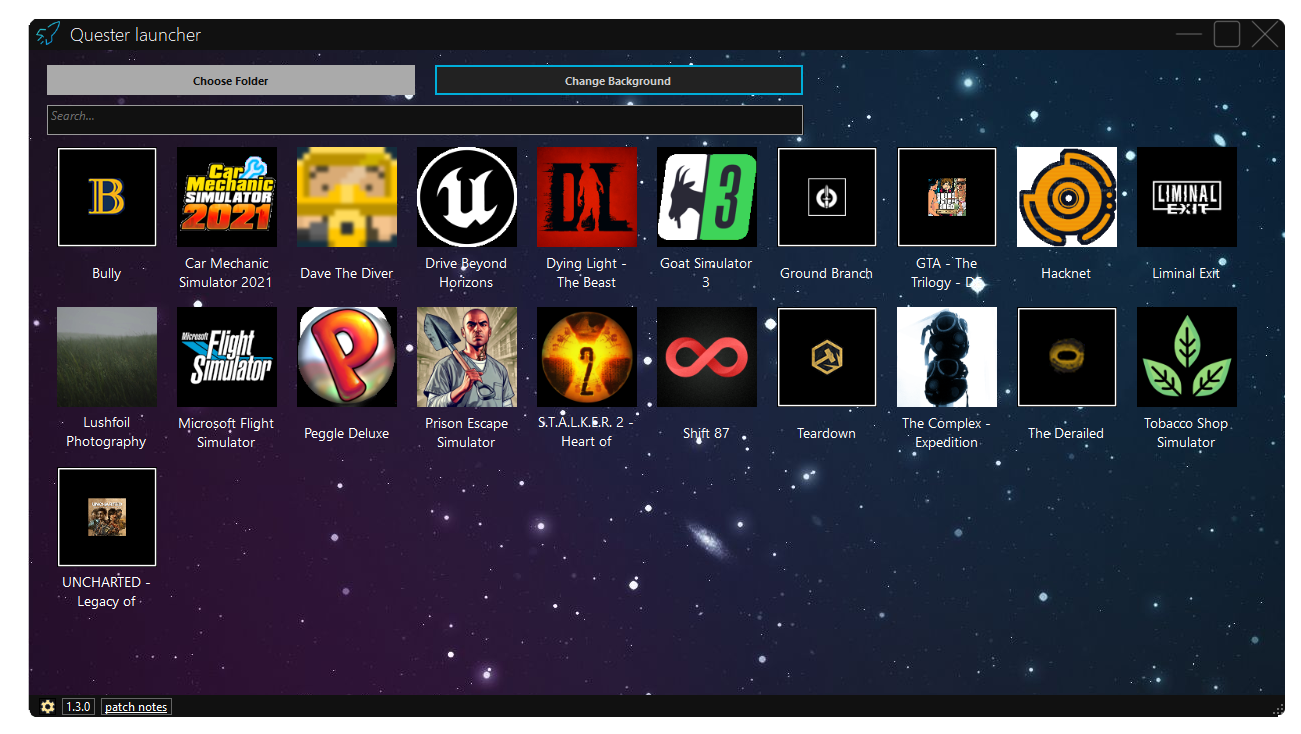 Quester launcher
Choose Folder
Change Background
Search...
B
Car
Mechanic
SIMULATOR
2021
DL
3
LIMINAL
EXIT
Bully
Car Mechanic
Simulator 2021
Dave The Diver
Drive Beyond
Horizons
Dying Light -
The Beast
Goat Simulator
3
Ground Branch
GTA - The
Trilogy - D
Hacknet
Liminal Exit
Microsoft
Flight
Simulator
P
2
Lushfoil
Photography
Microsoft Flight
Simulator
Peggle Deluxe
Prison Escape
Simulator
S.T.A.L.K.E.R. 2 -
Heart of
Shift 87
Teardown
The Complex -
Expedition
The Derailed
Tobacco Shop
Simulator
UNCHARTED
UNCHARTED -
Legacy of
1.3.0
patch notes